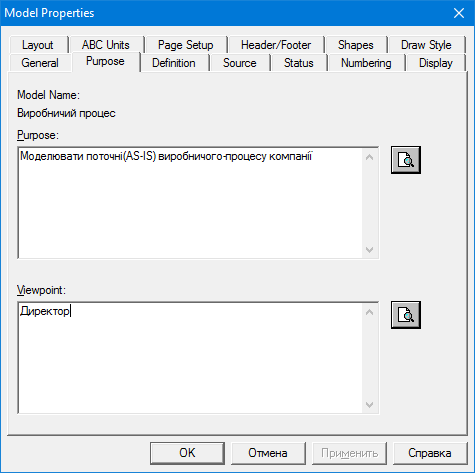 Model Properties
Layout ABC Units Page Setup Header/Footer Shapes Draw Style
General Purpose Definition Source Status Numbering Display
Model Name:
Виробничий процес
Purpose:
Моделювати поточні(AS-IS) виробничого-процесу компанії
Viewpoint:
Директор
OK Отмена Применить Справка